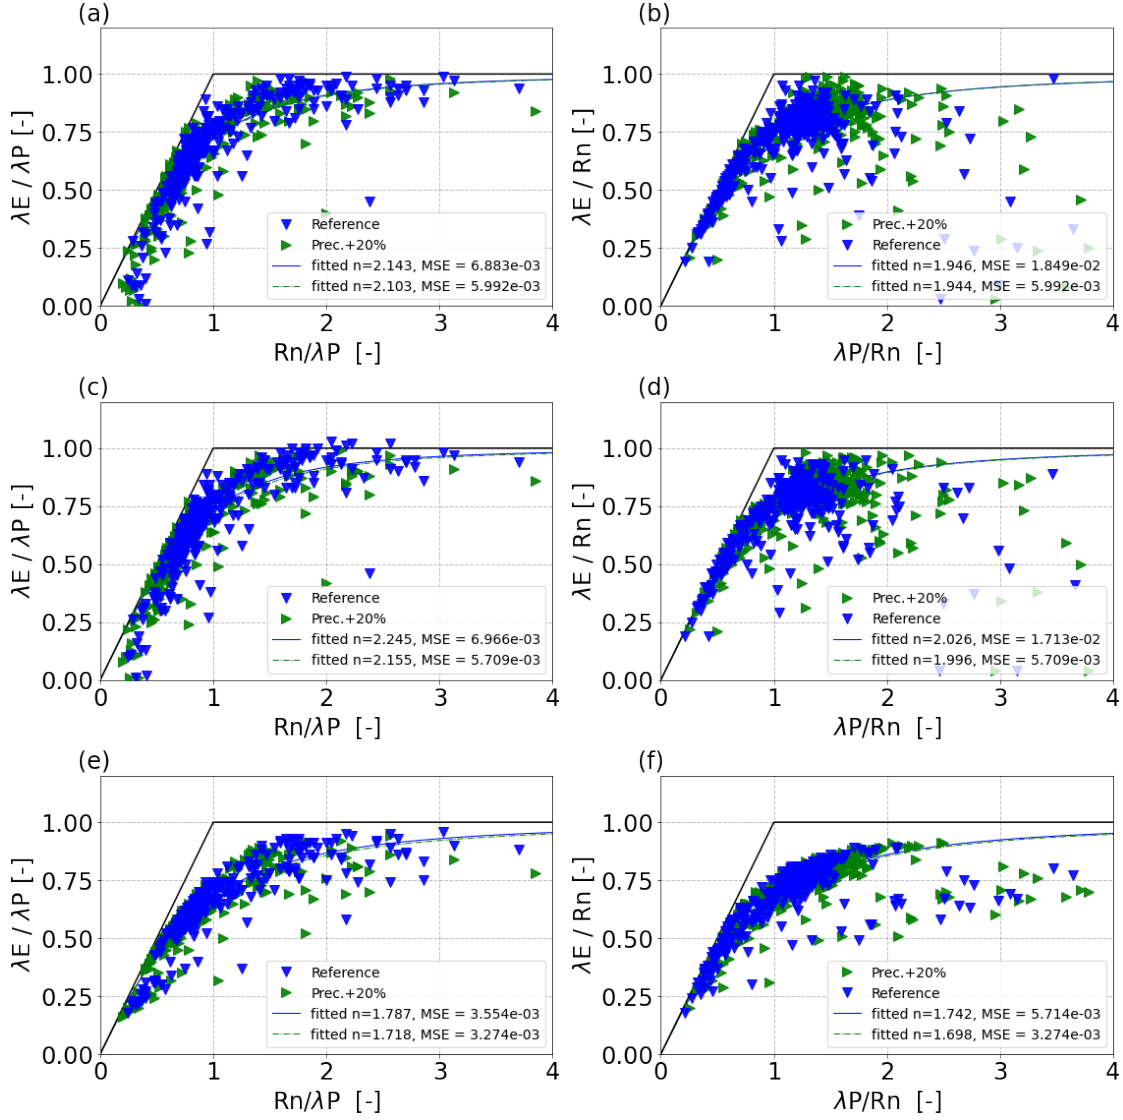 (a)
(b)
λE / λP [-]
1.00
0.75
0.50
0.25
0.00
Reference
Prec.+20%
fitted n=2.143, MSE = 6.883e-03
fitted n=2.103, MSE = 5.992e-03
0 1 2 3 4
Rn/λP [-]
λE / Rn [-]
1.00
0.75
0.50
0.25
0.00
Prec.+20%
Reference
fitted n=1.946, MSE = 1.849e-02
fitted n=1.944, MSE = 5.992e-03
0 1 2 3 4
λP/Rn [-]
(c)
(d)
λE / λP [-]
1.00
0.75
0.50
0.25
0.00
Reference
Prec.+20%
fitted n=2.245, MSE = 6.966e-03
fitted n=2.155, MSE = 5.709e-03
0 1 2 3 4
Rn/λP [-]
λE / Rn [-]
1.00
0.75
0.50
0.25
0.00
Prec.+20%
Reference
fitted n=2.026, MSE = 1.713e-02
fitted n=1.996, MSE = 5.709e-03
0 1 2 3 4
λP/Rn [-]
(e)
(f)
λE / λP [-]
1.00
0.75
0.50
0.25
0.00
Reference
Prec.+20%
fitted n=1.787, MSE = 3.554e-03
fitted n=1.718, MSE = 3.274e-03
0 1 2 3 4
Rn/λP [-]
λE / Rn [-]
1.00
0.75
0.50
0.25
0.00
Prec.+20%
Reference
fitted n=1.742, MSE = 5.714e-03
fitted n=1.698, MSE = 3.274e-03
0 1 2 3 4
λP/Rn [-]